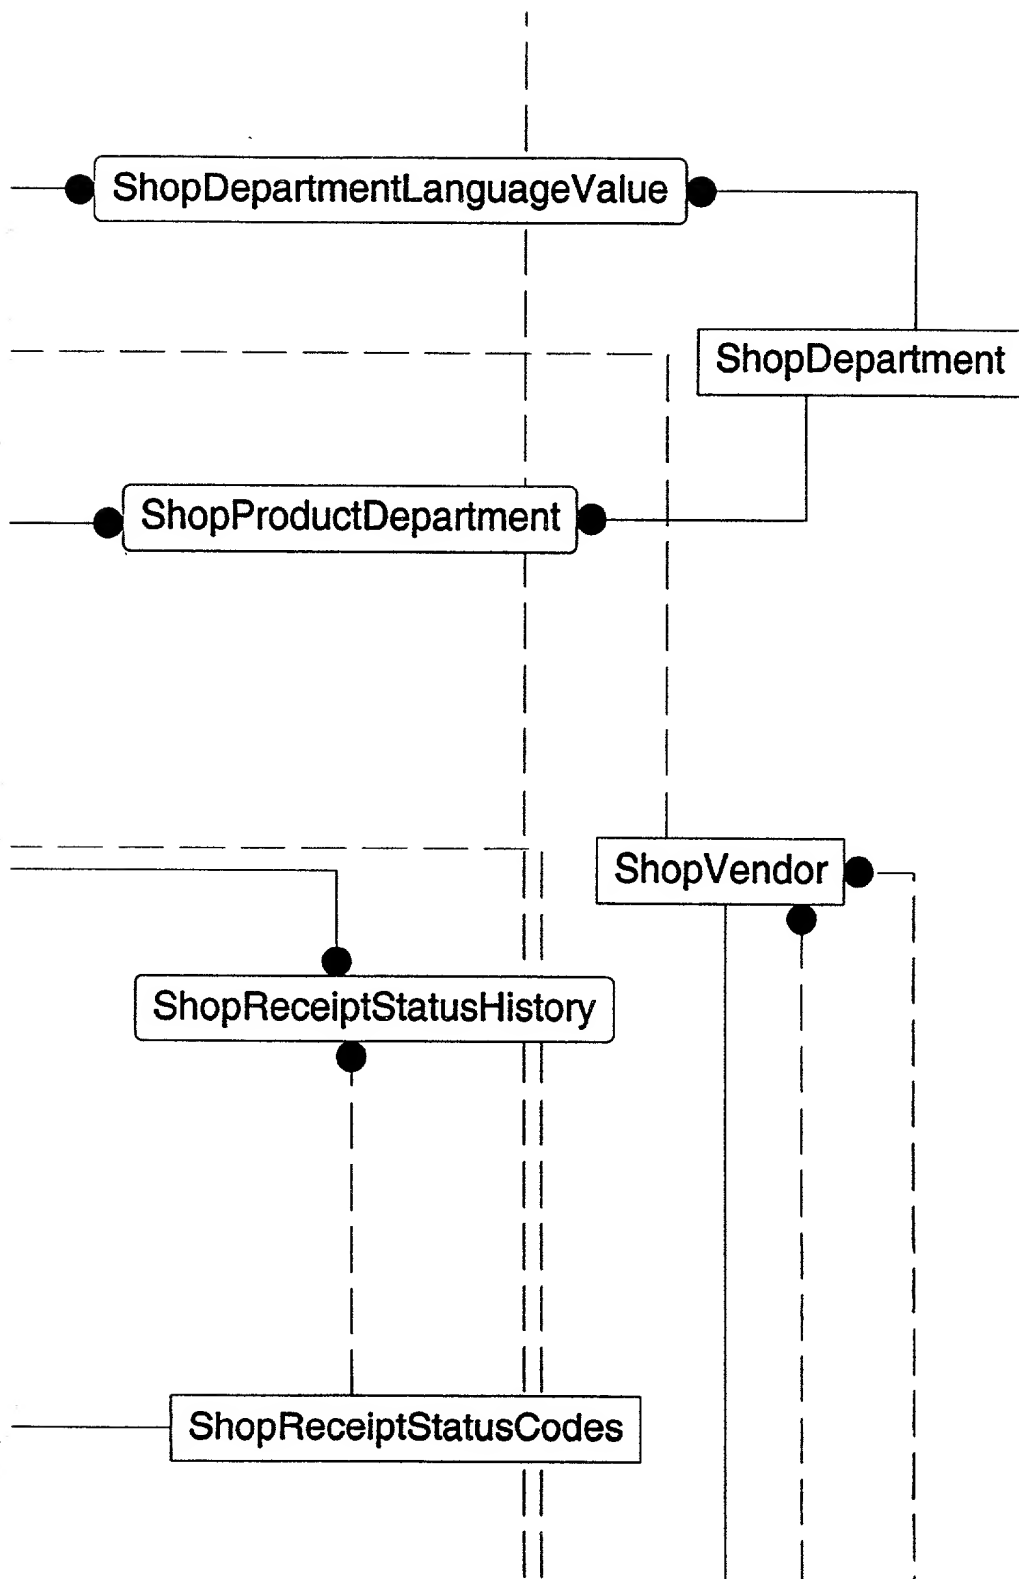 ShopDepartmentLanguageValue
ShopDepartment
ShopProductDepartment
ShopVendor
ShopReceiptStatusHistory
ShopReceiptStatusCodes